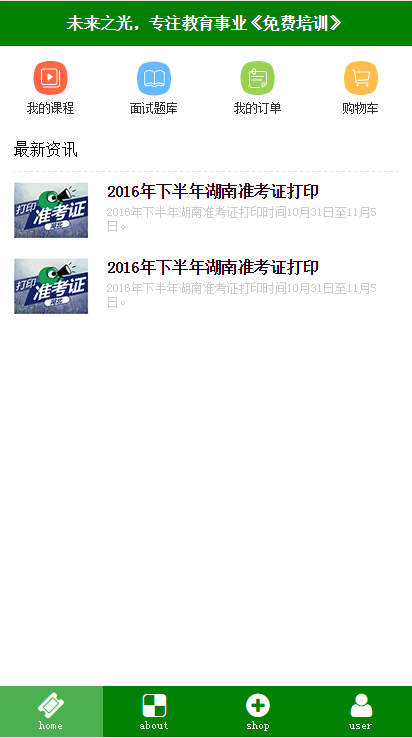 未来之光，专注教育事业《免费培训》
我的课程 面试题库 我的订单 购物车
最新资讯
打印
准考证
2016年下半年湖南准考证打印
2016年下半年湖南准考证打印时间10月31日至11月5
日。
打印
准考证
2016年下半年湖南准考证打印
2016年下半年湖南准考证打印时间10月31日至11月5
日。
home about shop user